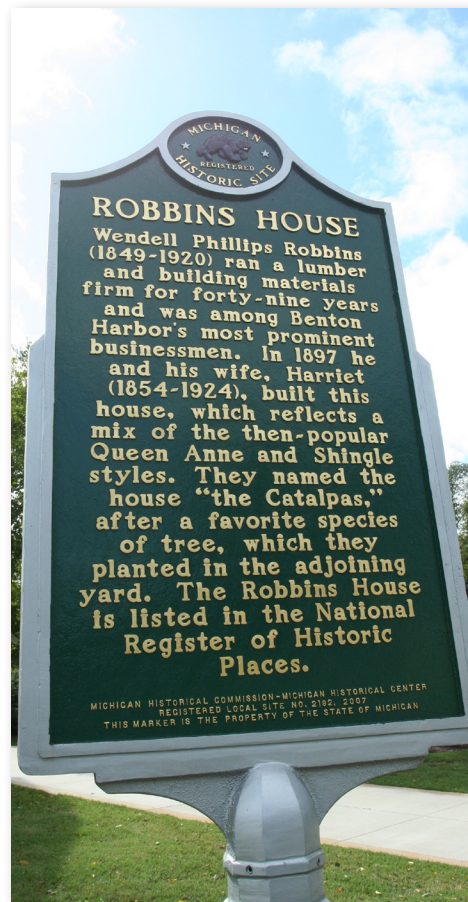 MICHIGAN
REGISTERED
HISTORIC SITE
ROBBINS HOUSE
Wendell Phillips Robbins
(1849-1920) ran a lumber
and building materials
firm for forty-nine years
and was among Benton
Harbor's most prominent
businessmen. In 1897 he
and his wife, Harriet
(1854-1924), built this
house, which reflects a
mix of the then-popular
Queen Anne and Shingle
styles. They named the
house "the Catalpas,"
after a favorite species
of tree, which they
planted in the adjoining
yard. The Robbins House
is listed in the National
Register of Historic
Places.
MICHIGAN HISTORICAL COMMISSION-MICHIGAN HISTORICAL CENTER
REGISTERED LOCAL SITE NO. 2192, 2007
THIS MARKER IS THE PROPERTY OF THE STATE OF MICHIGAN